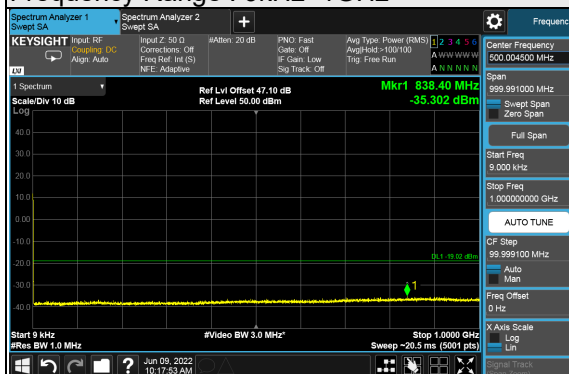 Frequency Range : 9kHz~1GHz
Spectrum Analyzer 1
Swept SA
Spectrum Analyzer 2
Swept SA
+
Frequenc
KEYSIGHT
Input: RF
Coupling: DC
Align: Auto
Input Z: 50 Ω
Corrections: Off
Freq Ref: Int (S)
NFE: Adaptive
#Atten: 20 dB
PNO: Fast
Gate: Off
IF Gain: Low
Sig Track: Off
Avg Type: Power (RMS)
Avg|Hold:>100/100
Trig: Free Run
1 2 3 4 5 6
A W W W W W
A N N N N N
LXI
1 Spectrum
Scale/Div 10 dB
Ref Lvl Offset 47.10 dB
Ref Level 50.00 dBm
Mkr1 838.40 MHz
-35.302 dBm
Log
40.0
30.0
20.0
10.0
0.00
-10.0
-20.0
-30.0
-40.0
DL1 -19.02 dBm
1
Start 9 kHz
#Res BW 1.0 MHz
#Video BW 3.0 MHz*
Stop 1.0000 GHz
Sweep ~20.5 ms (5001 pts)
Center Frequency
500.004500 MHz
Span
999.991000 MHz
Swept Span
Zero Span
Full Span
Start Freq
9.000 kHz
Stop Freq
1.000000000 GHz
AUTO TUNE
CF Step
99.999100 MHz
Auto
Man
Freq Offset
0 Hz
X Axis Scale
Log
Lin
Signal Track
?
Jun 09, 2022
10:17:53 AM